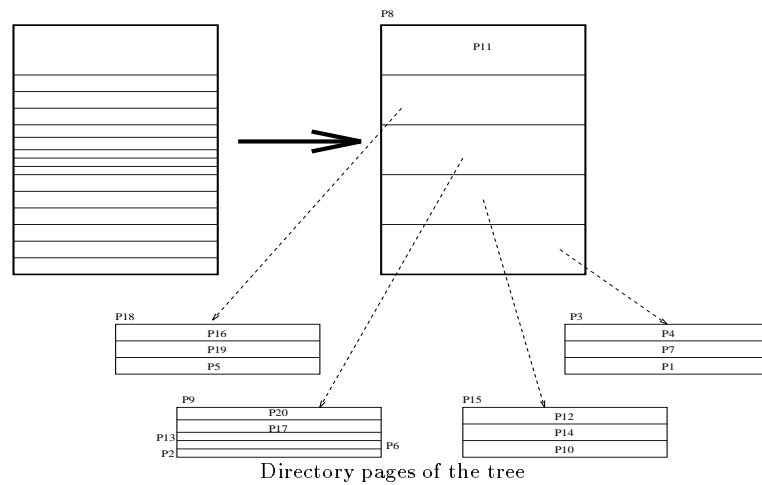 P8
P11
P18
P16
P19
P5
P3
P4
P7
P1
P9
P20
P17
P13
P6
P2
P15
P12
P14
P10
Directory pages of the tree